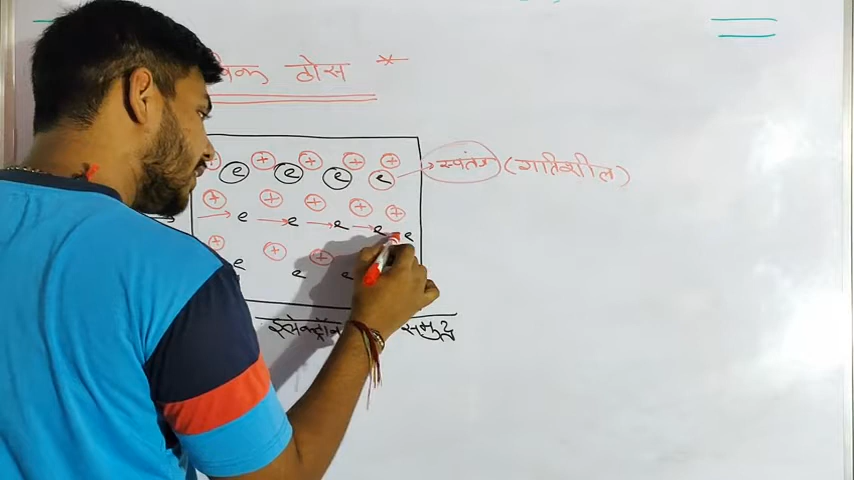 ठोस *
+ + + + +
e e e e → स्वतंत्र (गतिशील)
+ + + + +
→ e → e → e → e e
+ + +
e e e
इलेक्ट्रॉन समुद्र